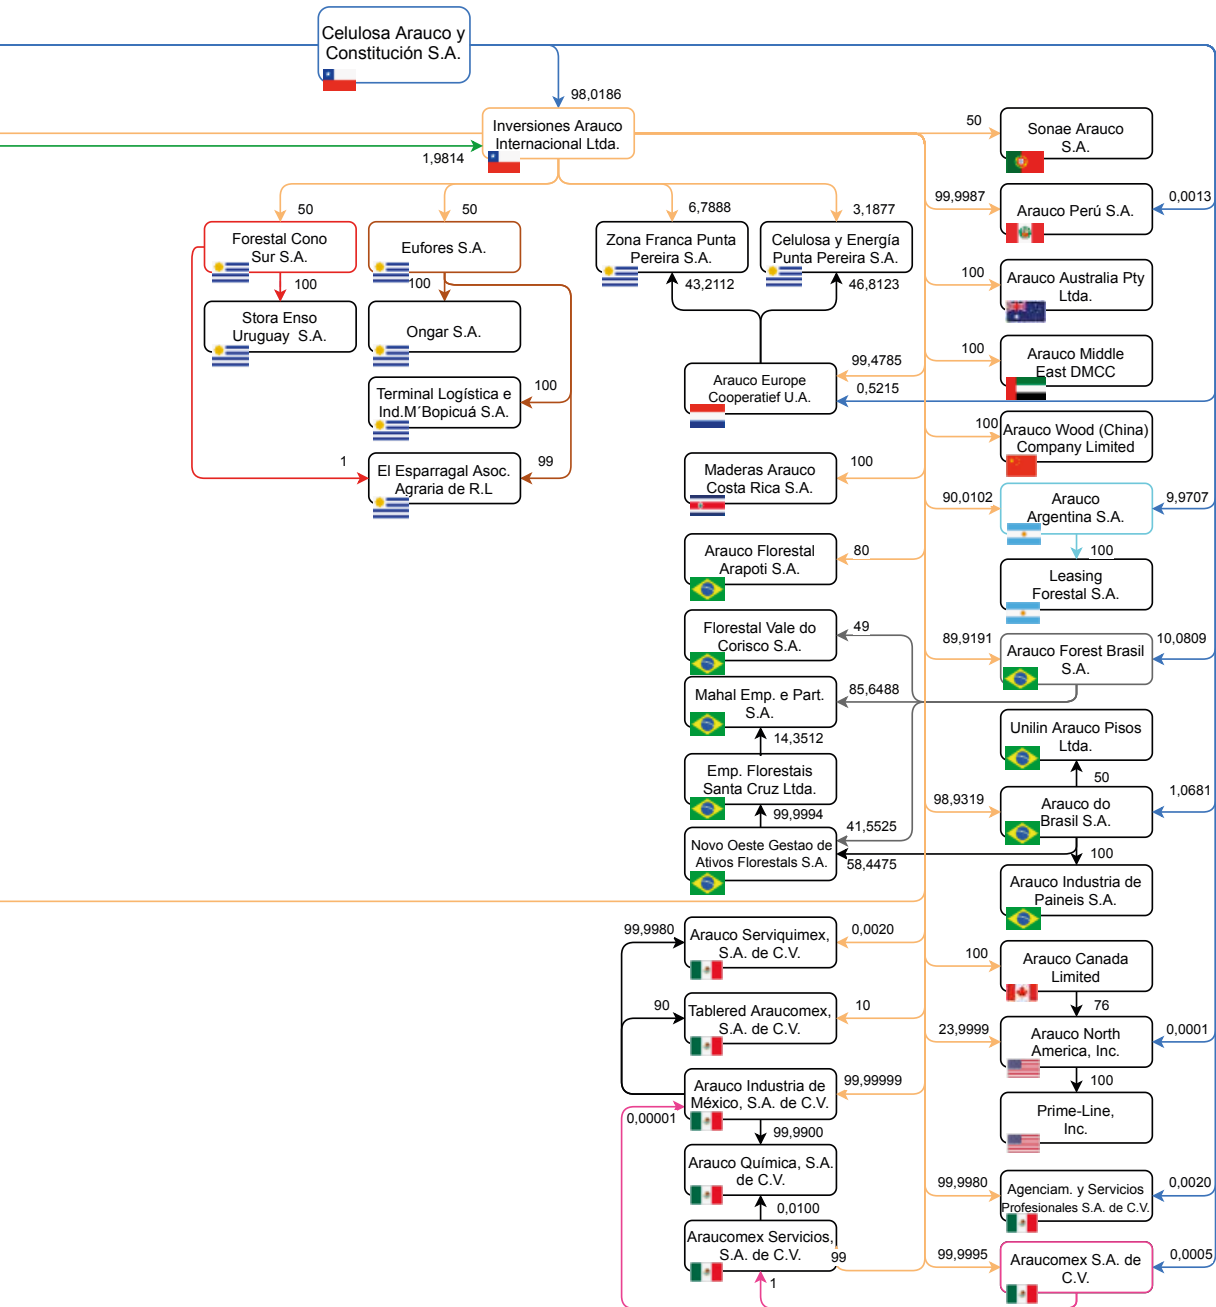 Celulosa Arauco y
Constitución S.A.
98,0186
Inversiones Arauco
Internacional Ltda.
1,9814
50
Sonae Arauco
S.A.
99,9987
Arauco Perú S.A.
0,0013
50
Forestal Cono
Sur S.A.
50
Eufores S.A.
6,7888
Zona Franca Punta
Pereira S.A.
3,1877
Celulosa y Energía
Punta Pereira S.A.
100
100
43,2112
46,8123
100
Arauco Australia Pty
Ltda.
Stora Enso
Uruguay S.A.
Ongar S.A.
100
Arauco Middle
East DMCC
99,4785
Arauco Europe
Cooperatief U.A.
0,5215
100
Terminal Logística e
Ind.M´Bopicuá S.A.
100
Arauco Wood (China)
Company Limited
1
El Esparragal Asoc.
Agraria de R.L
99
Maderas Arauco
Costa Rica S.A.
100
90,0102
Arauco
Argentina S.A.
9,9707
100
Leasing
Forestal S.A.
Arauco Florestal
Arapoti S.A.
80
Florestal Vale do
Corisco S.A.
49
89,9191
Arauco Forest Brasil
S.A.
10,0809
Mahal Emp. e Part.
S.A.
85,6488
14,3512
Unilin Arauco Pisos
Ltda.
50
Emp. Florestais
Santa Cruz Ltda.
99,9994
98,9319
Arauco do
Brasil S.A.
1,0681
41,5525
Novo Oeste Gestao de
Ativos Florestals S.A.
58,4475
100
Arauco Industria de
Paineis S.A.
99,9980
Arauco Serviquimex,
S.A. de C.V.
0,0020
100
Arauco Canada
Limited
76
90
Tablered Araucomex,
S.A. de C.V.
10
23,9999
Arauco North
America, Inc.
0,0001
100
Arauco Industria de
México, S.A. de C.V.
99,99999
0,00001
99,9900
Prime-Line,
Inc.
Arauco Química, S.A.
de C.V.
0,0100
99,9980
Agenciam. y Servicios
Profesionales S.A. de C.V.
0,0020
Araucomex Servicios,
S.A. de C.V.
99
1
99,9995
Araucomex S.A. de
C.V.
0,0005